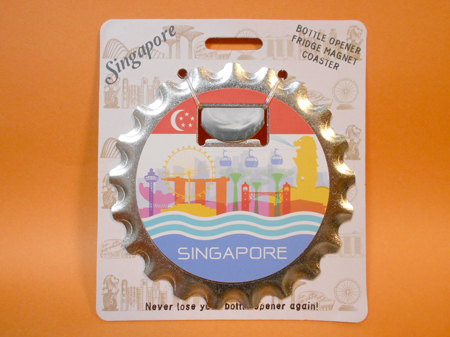 Singapore
BOTTLE OPENER
FRIDGE MAGNET
COASTER
SINGAPORE
Never lose your bottle opener again!